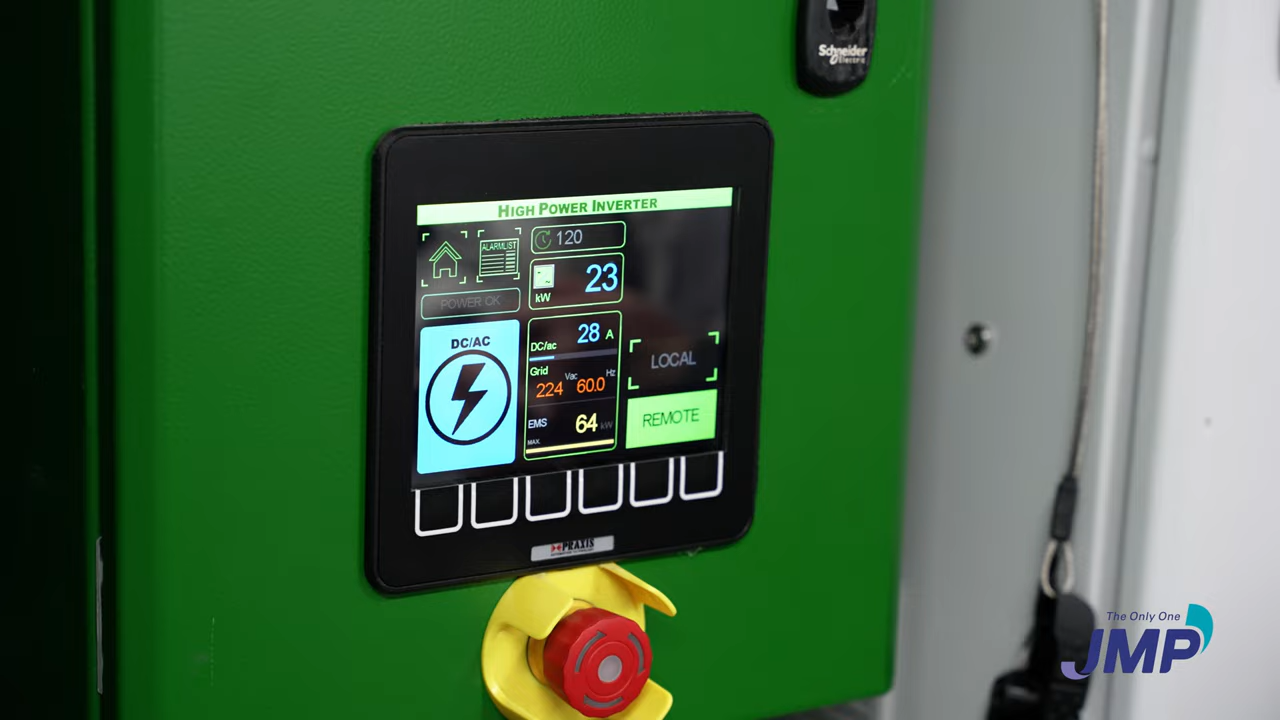 Schneider
Electric
HIGH POWER INVERTER
ALARMLIST
120
POWER OK
23
kW
DC/AC
28 A
DC/ac
Grid
Vac
Hz
224
60.0
EMS
64 kW
MAX.
LOCAL
REMOTE
PRAXIS
The Only One
JMP